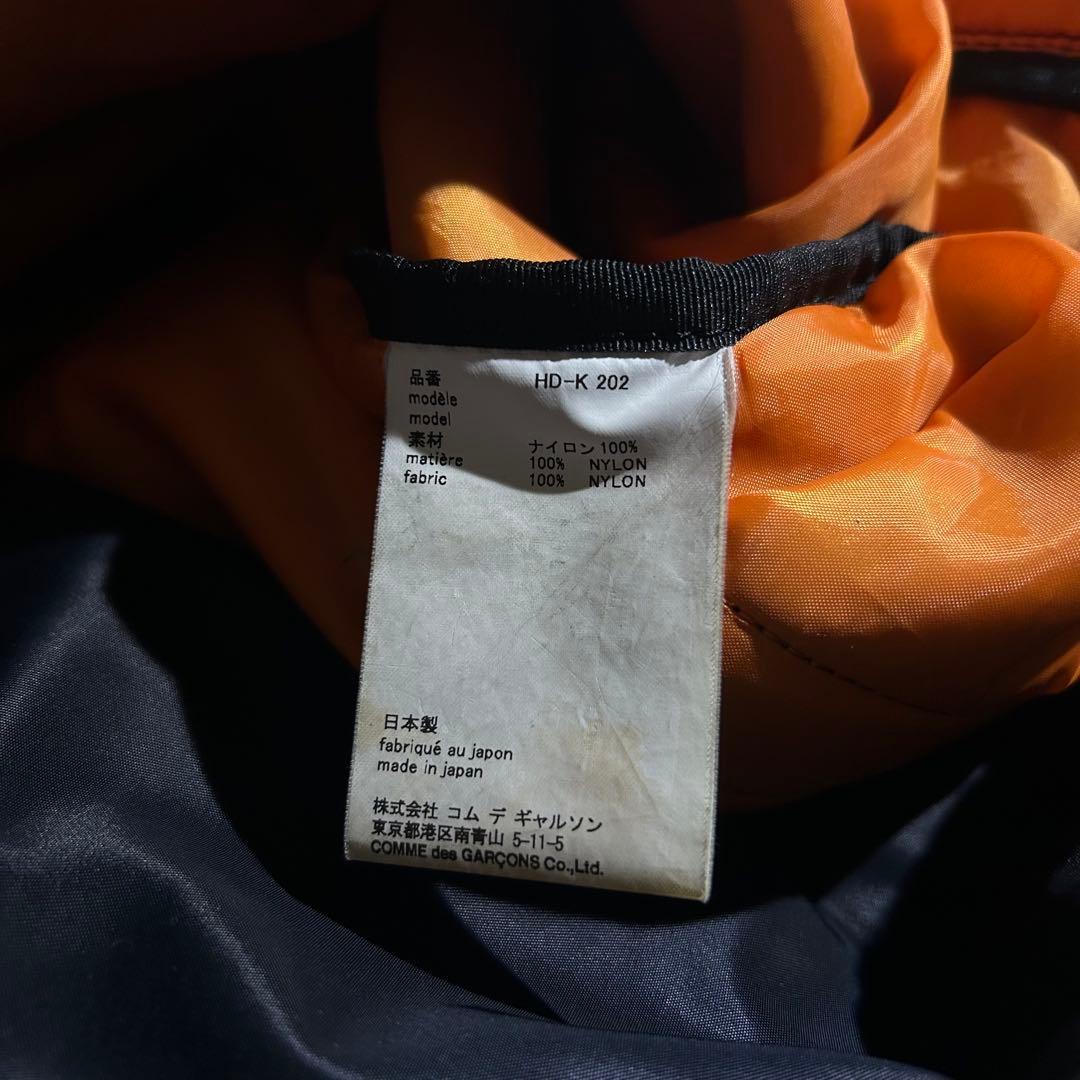 品番 HD-K 202
modèle
model
素材 ナイロン 100%
matière 100% NYLON
fabric 100% NYLON
日本製
fabriqué au japon
made in japan
株式会社 コム デ ギャルソン
東京都港区南青山 5-11-5
COMME des GARÇONS Co.,Ltd.